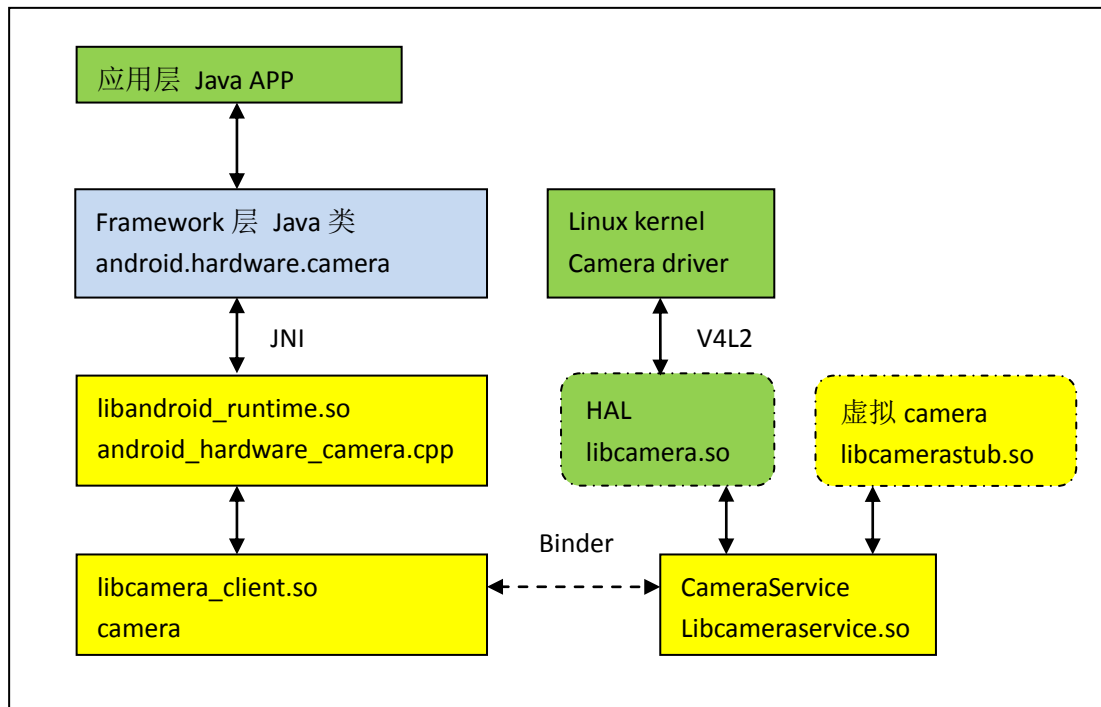 应用层 Java APP
Framework 层 Java 类
android.hardware.camera
Linux kernel
Camera driver
JNI
V4L2
libandroid_runtime.so
android_hardware_camera.cpp
HAL
libcamera.so
虚拟 camera
libcamerastub.so
Binder
libcamera_client.so
camera
CameraService
Libcameraservice.so